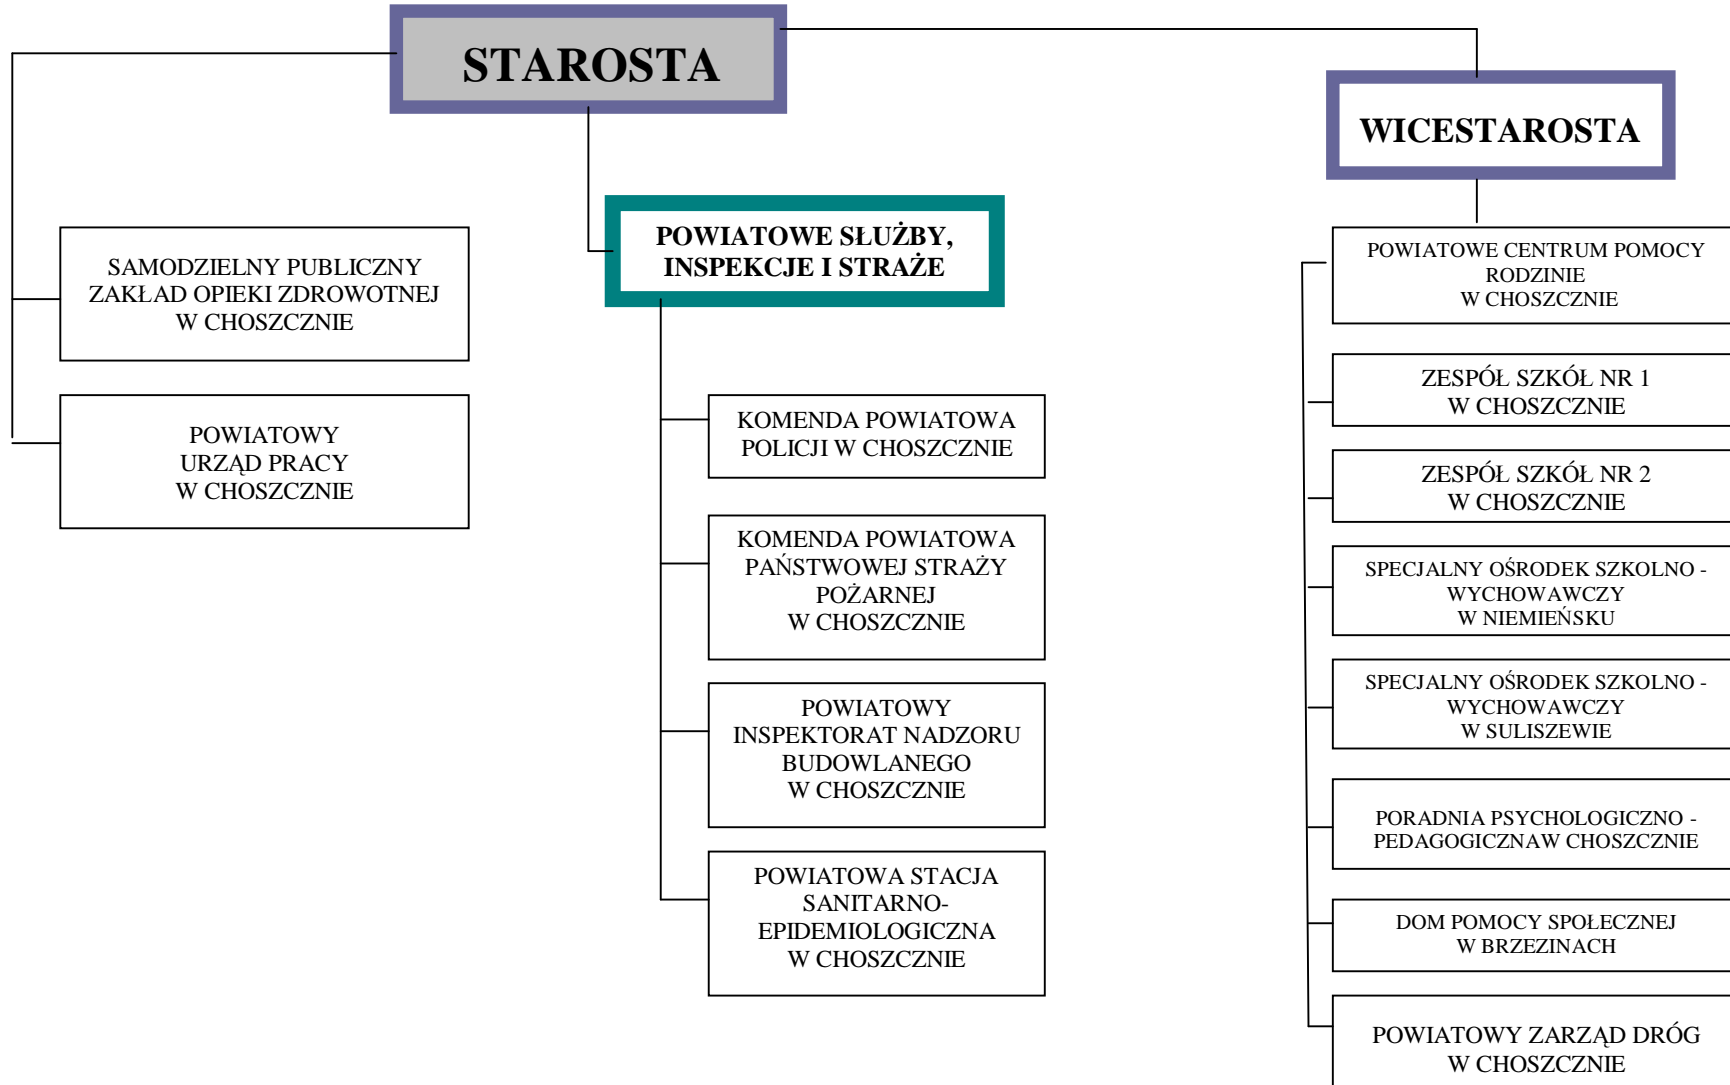 STAROSTA
WICESTAROSTA
SAMODZIELNY PUBLICZNY
ZAKŁAD OPIEKI ZDROWOTNEJ
W CHOSZCZNIE
POWIATOWY
URZĄD PRACY
W CHOSZCZNIE
POWIATOWE SŁUŻBY,
INSPEKCJE I STRAŻE
KOMENDA POWIATOWA
POLICJI W CHOSZCZNIE
KOMENDA POWIATOWA
PAŃSTWOWEJ STRAŻY
POŻARNEJ
W CHOSZCZNIE
POWIATOWY
INSPEKTORAT NADZORU
BUDOWLANEGO
W CHOSZCZNIE
POWIATOWA STACJA
SANITARNO-
EPIDEMIOLOGICZNA
W CHOSZCZNIE
POWIATOWE CENTRUM POMOCY
RODZINIE
W CHOSZCZNIE
ZESPÓŁ SZKÓŁ NR 1
W CHOSZCZNIE
ZESPÓŁ SZKÓŁ NR 2
W CHOSZCZNIE
SPECJALNY OŚRODEK SZKOLNO -
WYCHOWAWCZY
W NIEMIEŃSKU
SPECJALNY OŚRODEK SZKOLNO -
WYCHOWAWCZY
W SULISZEWIE
PORADNIA PSYCHOLOGICZNO -
PEDAGOGICZNAW CHOSZCZNIE
DOM POMOCY SPOŁECZNEJ
W BRZEZINACH
POWIATOWY ZARZĄD DRÓG
W CHOSZCZNIE